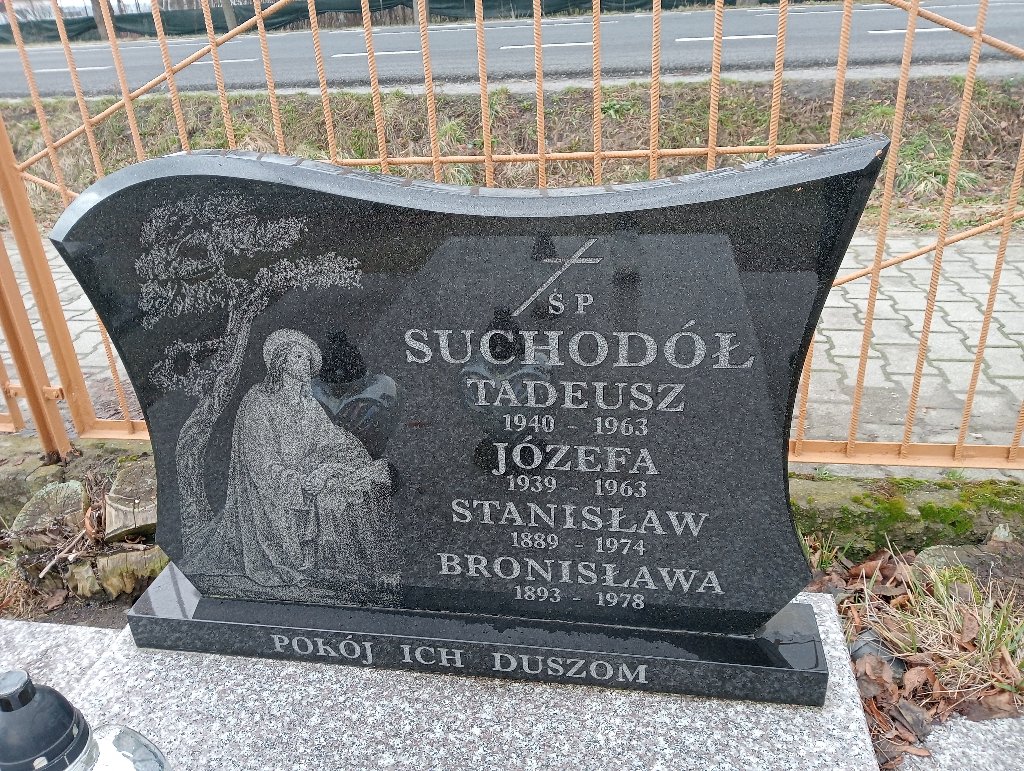 ŚP
SUCHODÓŁ
TADEUSZ
1940 - 1963
JÓZEFA
1939 - 1963
STANISŁAW
1889 - 1974
BRONISŁAWA
1893 - 1978
POKÓJ ICH DUSZOM